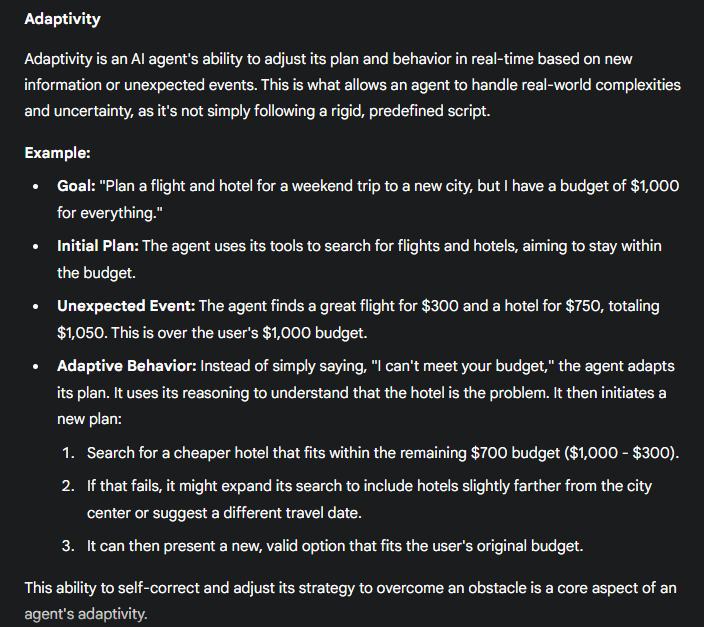 Adaptivity
Adaptivity is an AI agent's ability to adjust its plan and behavior in real-time based on new
information or unexpected events. This is what allows an agent to handle real-world complexities
and uncertainty, as it's not simply following a rigid, predefined script.
Example:
• Goal: "Plan a flight and hotel for a weekend trip to a new city, but I have a budget of $1,000
for everything."
• Initial Plan: The agent uses its tools to search for flights and hotels, aiming to stay within
the budget.
• Unexpected Event: The agent finds a great flight for $300 and a hotel for $750, totaling
$1,050. This is over the user's $1,000 budget.
• Adaptive Behavior: Instead of simply saying, "I can't meet your budget," the agent adapts
its plan. It uses its reasoning to understand that the hotel is the problem. It then initiates a
new plan:
1. Search for a cheaper hotel that fits within the remaining $700 budget ($1,000 - $300).
2. If that fails, it might expand its search to include hotels slightly farther from the city
center or suggest a different travel date.
3. It can then present a new, valid option that fits the user's original budget.
This ability to self-correct and adjust its strategy to overcome an obstacle is a core aspect of an
agent's adaptivity.